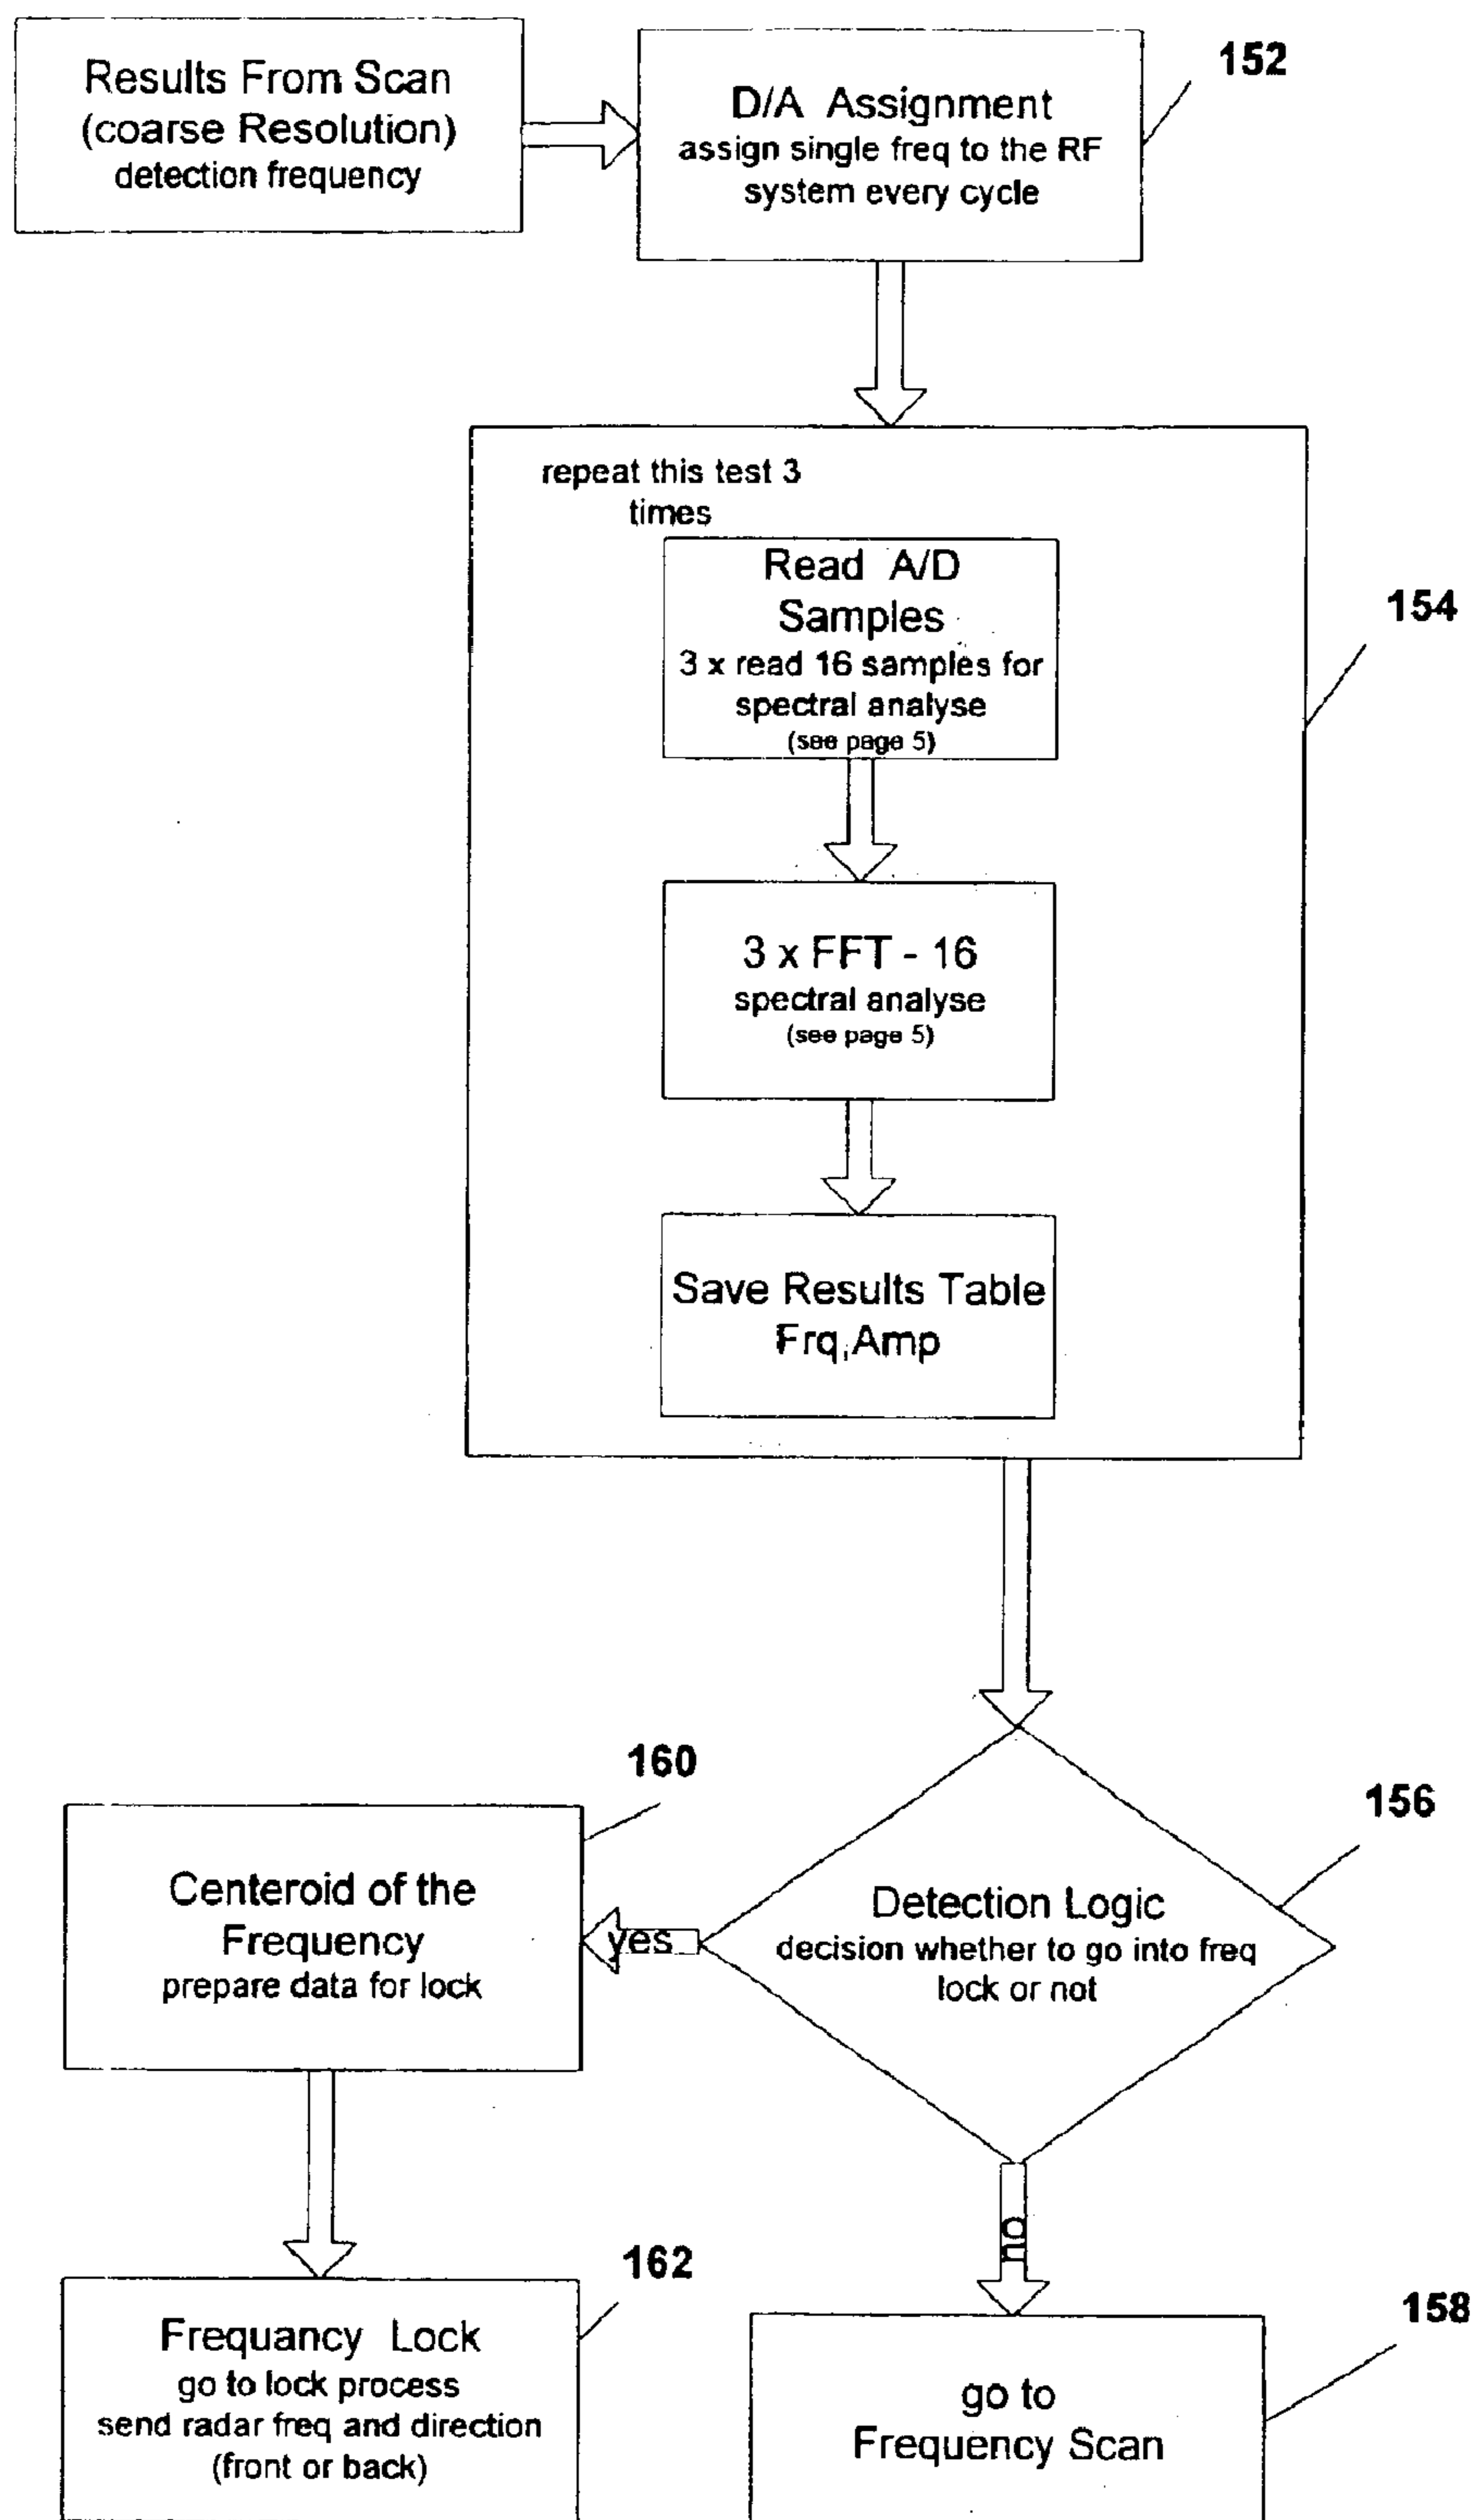 Results From Scan
(coarse Resolution)
detection frequency
152
D/A Assignment
assign single freq to the RF
system every cycle
repeat this test 3
times
154
Read A/D
Samples
3 x read 16 samples for
spectral analyse
(see page 5)
3 x FFT - 16
spectral analyse
(see page 5)
Save Results Table
Frq,Amp
160
156
Centeroid of the
Frequency
prepare data for lock
yes
Detection Logic
decision whether to go into freq
lock or not
no
162
158
Frequancy Lock
go to lock process
send radar freq and direction
(front or back)
go to
Frequency Scan